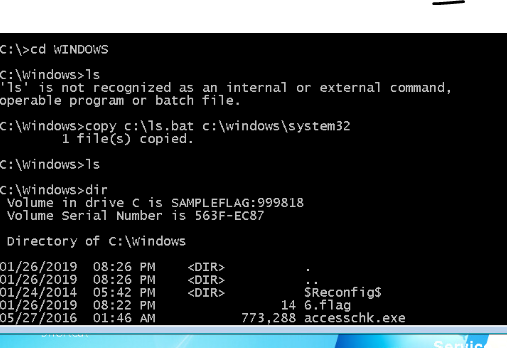 C:\>cd WINDOWS
C:\Windows>ls
'ls' is not recognized as an internal or external command,
operable program or batch file.
C:\Windows>copy c:\ls.bat c:\windows\system32
1 file(s) copied.
C:\Windows>ls
C:\Windows>dir
Volume in drive C is SAMPLEFLAG:999818
Volume Serial Number is 563F-EC87
Directory of C:\Windows
01/26/2019 08:26 PM <DIR> .
01/26/2019 08:26 PM <DIR> ..
01/24/2014 05:42 PM <DIR> $Reconfig$
01/26/2019 08:22 PM 14 6.flag
05/27/2016 01:46 AM 773,288 accesschk.exe